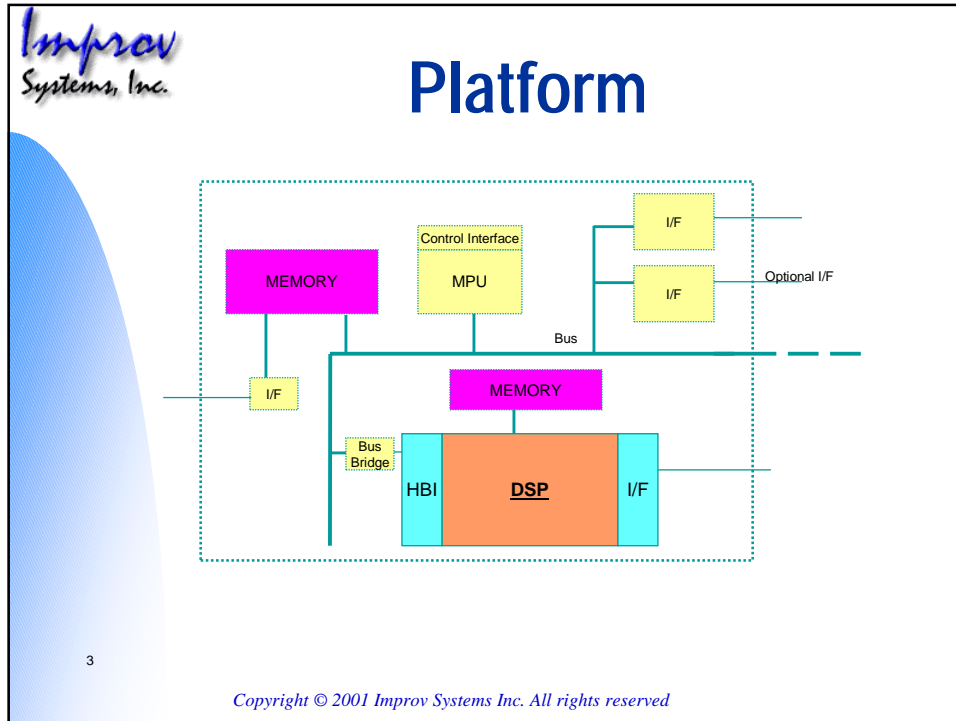 Improv
Systems, Inc.
Platform
I/F
Control Interface
MEMORY
MPU
Optional I/F
I/F
Bus
MEMORY
I/F
Bus
Bridge
HBI
DSP
I/F
3
Copyright © 2001 Improv Systems Inc. All rights reserved